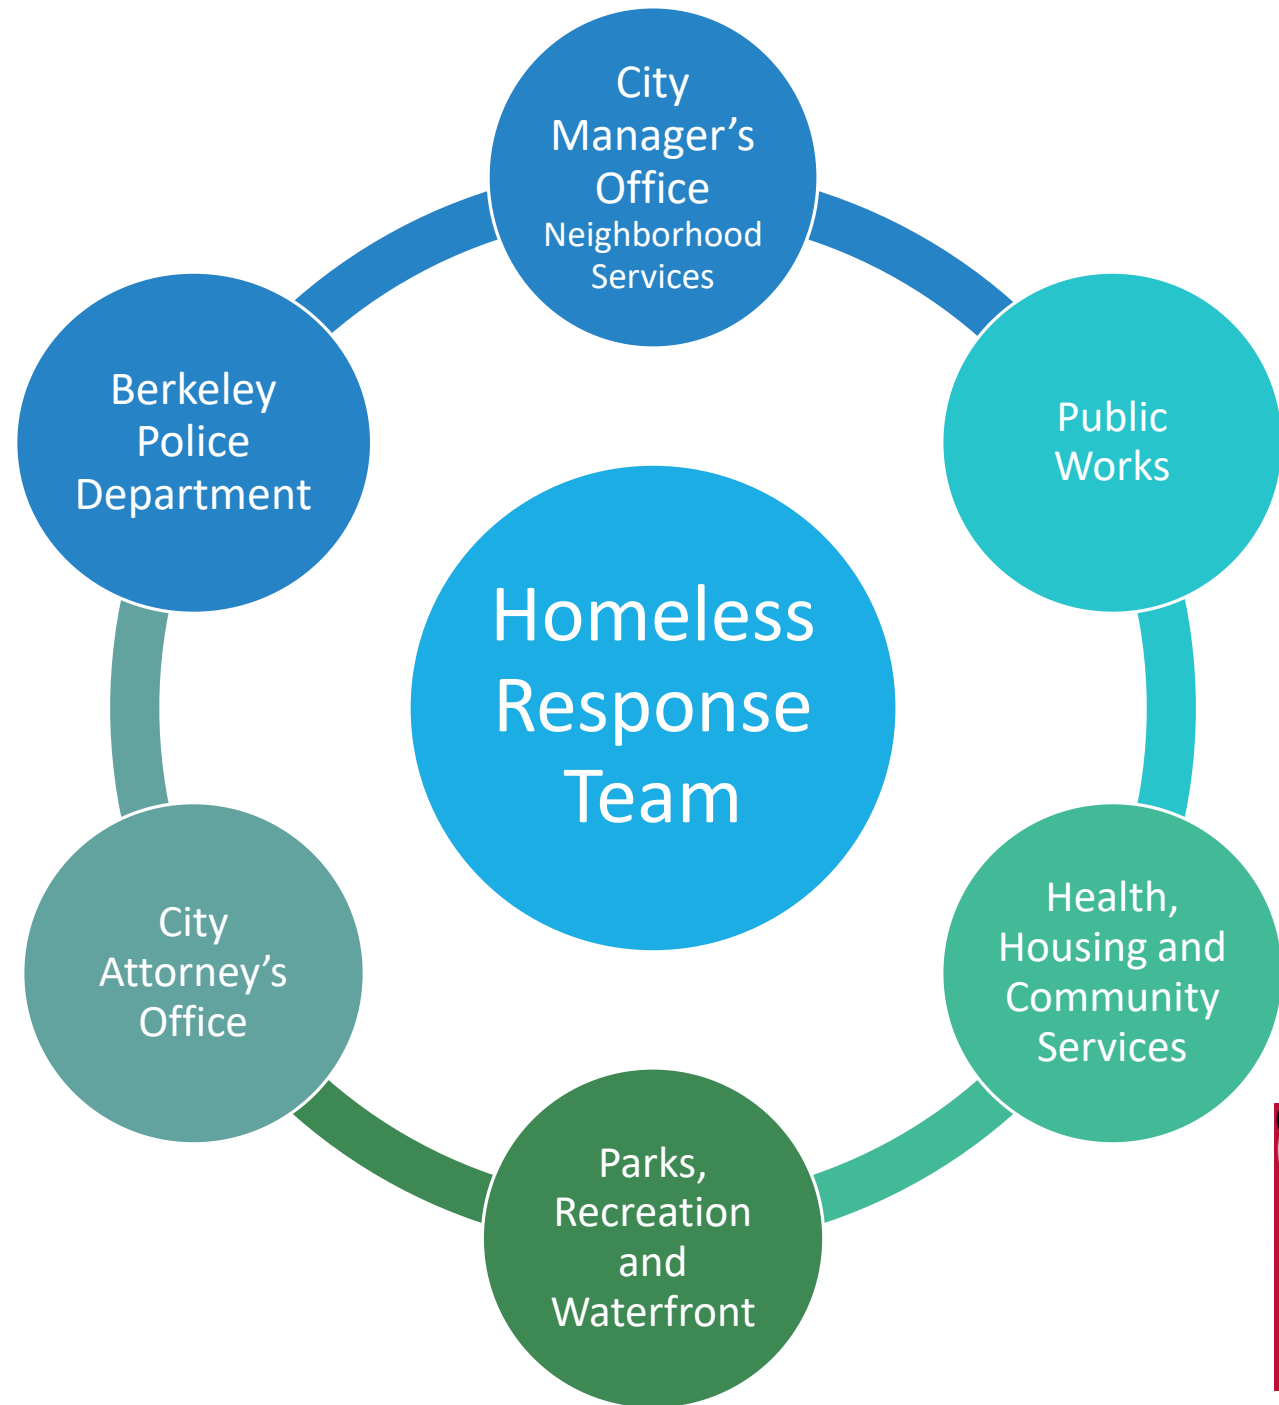 City
Manager’s
Office
Neighborhood
Services
Public
Works
Health,
Housing and
Community
Services
Parks,
Recreation
and
Waterfront
City
Attorney’s
Office
Berkeley
Police
Department
Homeless
Response
Team